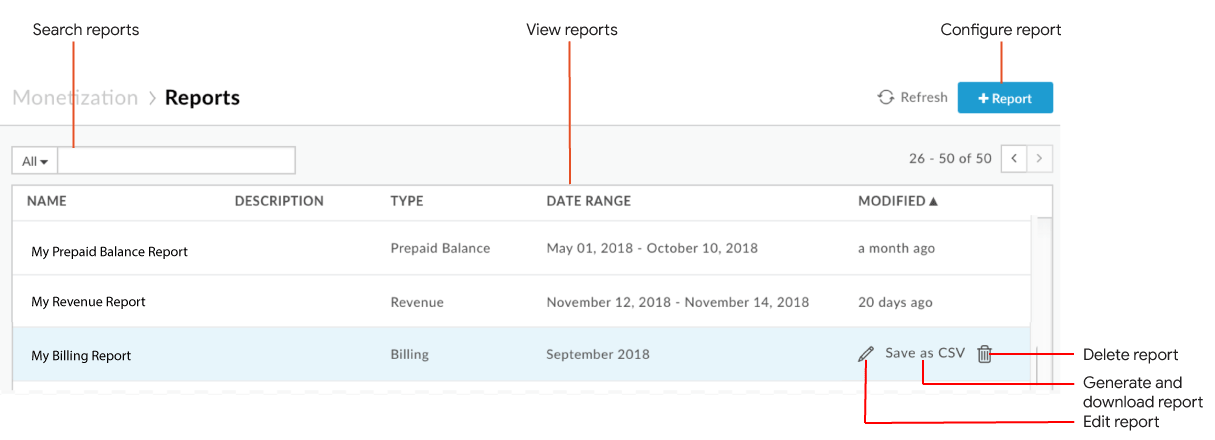 Search reports
View reports
Configure report
Monetization > Reports
Refresh
+ Report
All
26 - 50 of 50
< >
NAME DESCRIPTION TYPE DATE RANGE MODIFIED ▲
My Prepaid Balance Report Prepaid Balance May 01, 2018 - October 10, 2018 a month ago
My Revenue Report Revenue November 12, 2018 - November 14, 2018 20 days ago
My Billing Report Billing September 2018 Save as CSV
Delete report
Generate and
download report
Edit report